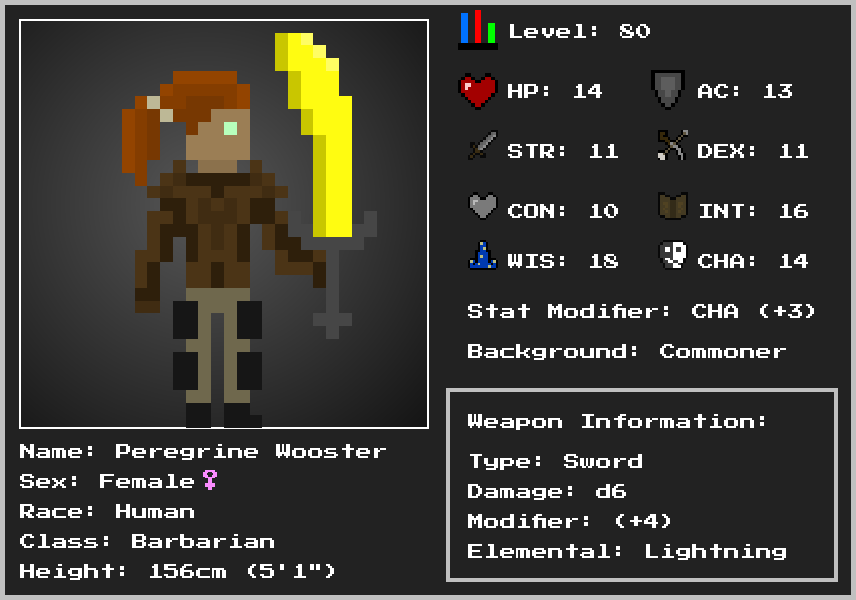 Level: 80
HP: 14 AC: 13
STR: 11 DEX: 11
CON: 10 INT: 16
WIS: 18 CHA: 14
Stat Modifier: CHA (+3)
Background: Commoner
Weapon Information:
Type: Sword
Damage: d6
Modifier: (+4)
Elemental: Lightning
Name: Peregrine Wooster
Sex: Female♀
Race: Human
Class: Barbarian
Height: 156cm (5'1")